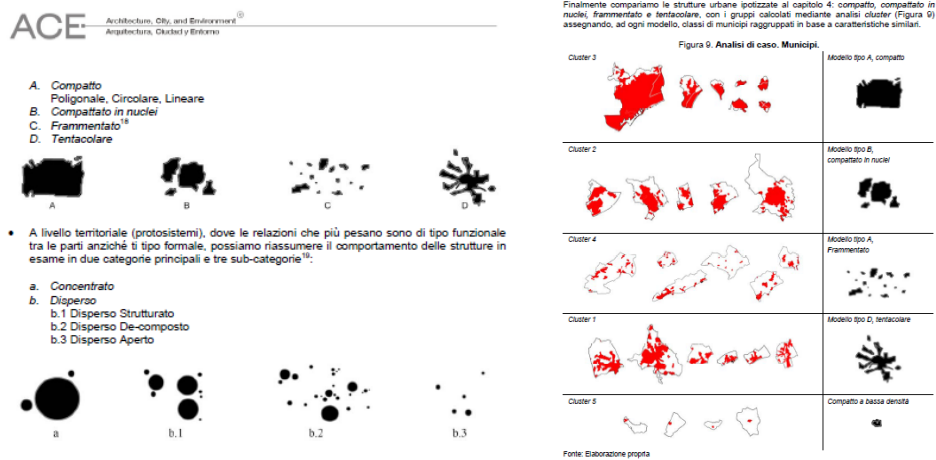 ACE
Architecture, City, and Environment ®
Arquitectura, Ciudad y Entorno
A. Compatto
Poligonale, Circolare, Lineare
B. Compattato in nuclei
C. Frammentato18
D. Tentacolare
A B C D
• A livello territoriale (protosistemi), dove le relazioni che più pesano sono di tipo funzionale
tra le parti anziché ti tipo formale, possiamo riassumere il comportamento delle strutture in
esame in due categorie principali e tre sub-categorie19:
a. Concentrato
b. Disperso
b.1 Disperso Strutturato
b.2 Disperso De-composto
b.3 Disperso Aperto
a b.1 b.2 b.3
Finalmente compariamo le strutture urbane ipotizzate al capitolo 4: compatto, compattato in
nuclei, frammentato e tentacolare, con i gruppi calcolati mediante analisi cluster (Figura 9)
assegnando, ad ogni modello, classi di municipi raggruppati in base a caratteristiche similari.
Figura 9. Analisi di caso. Municipi.
Cluster 3
Modello tipo A, compatto
Cluster 2
Modello tipo B,
compattato in nuclei
Cluster 4
Modello tipo A,
Frammentato
Cluster 1
Modello tipo D, tentacolare
Cluster 5
Compatto a bassa densità
Fonte: Elaborazione propria